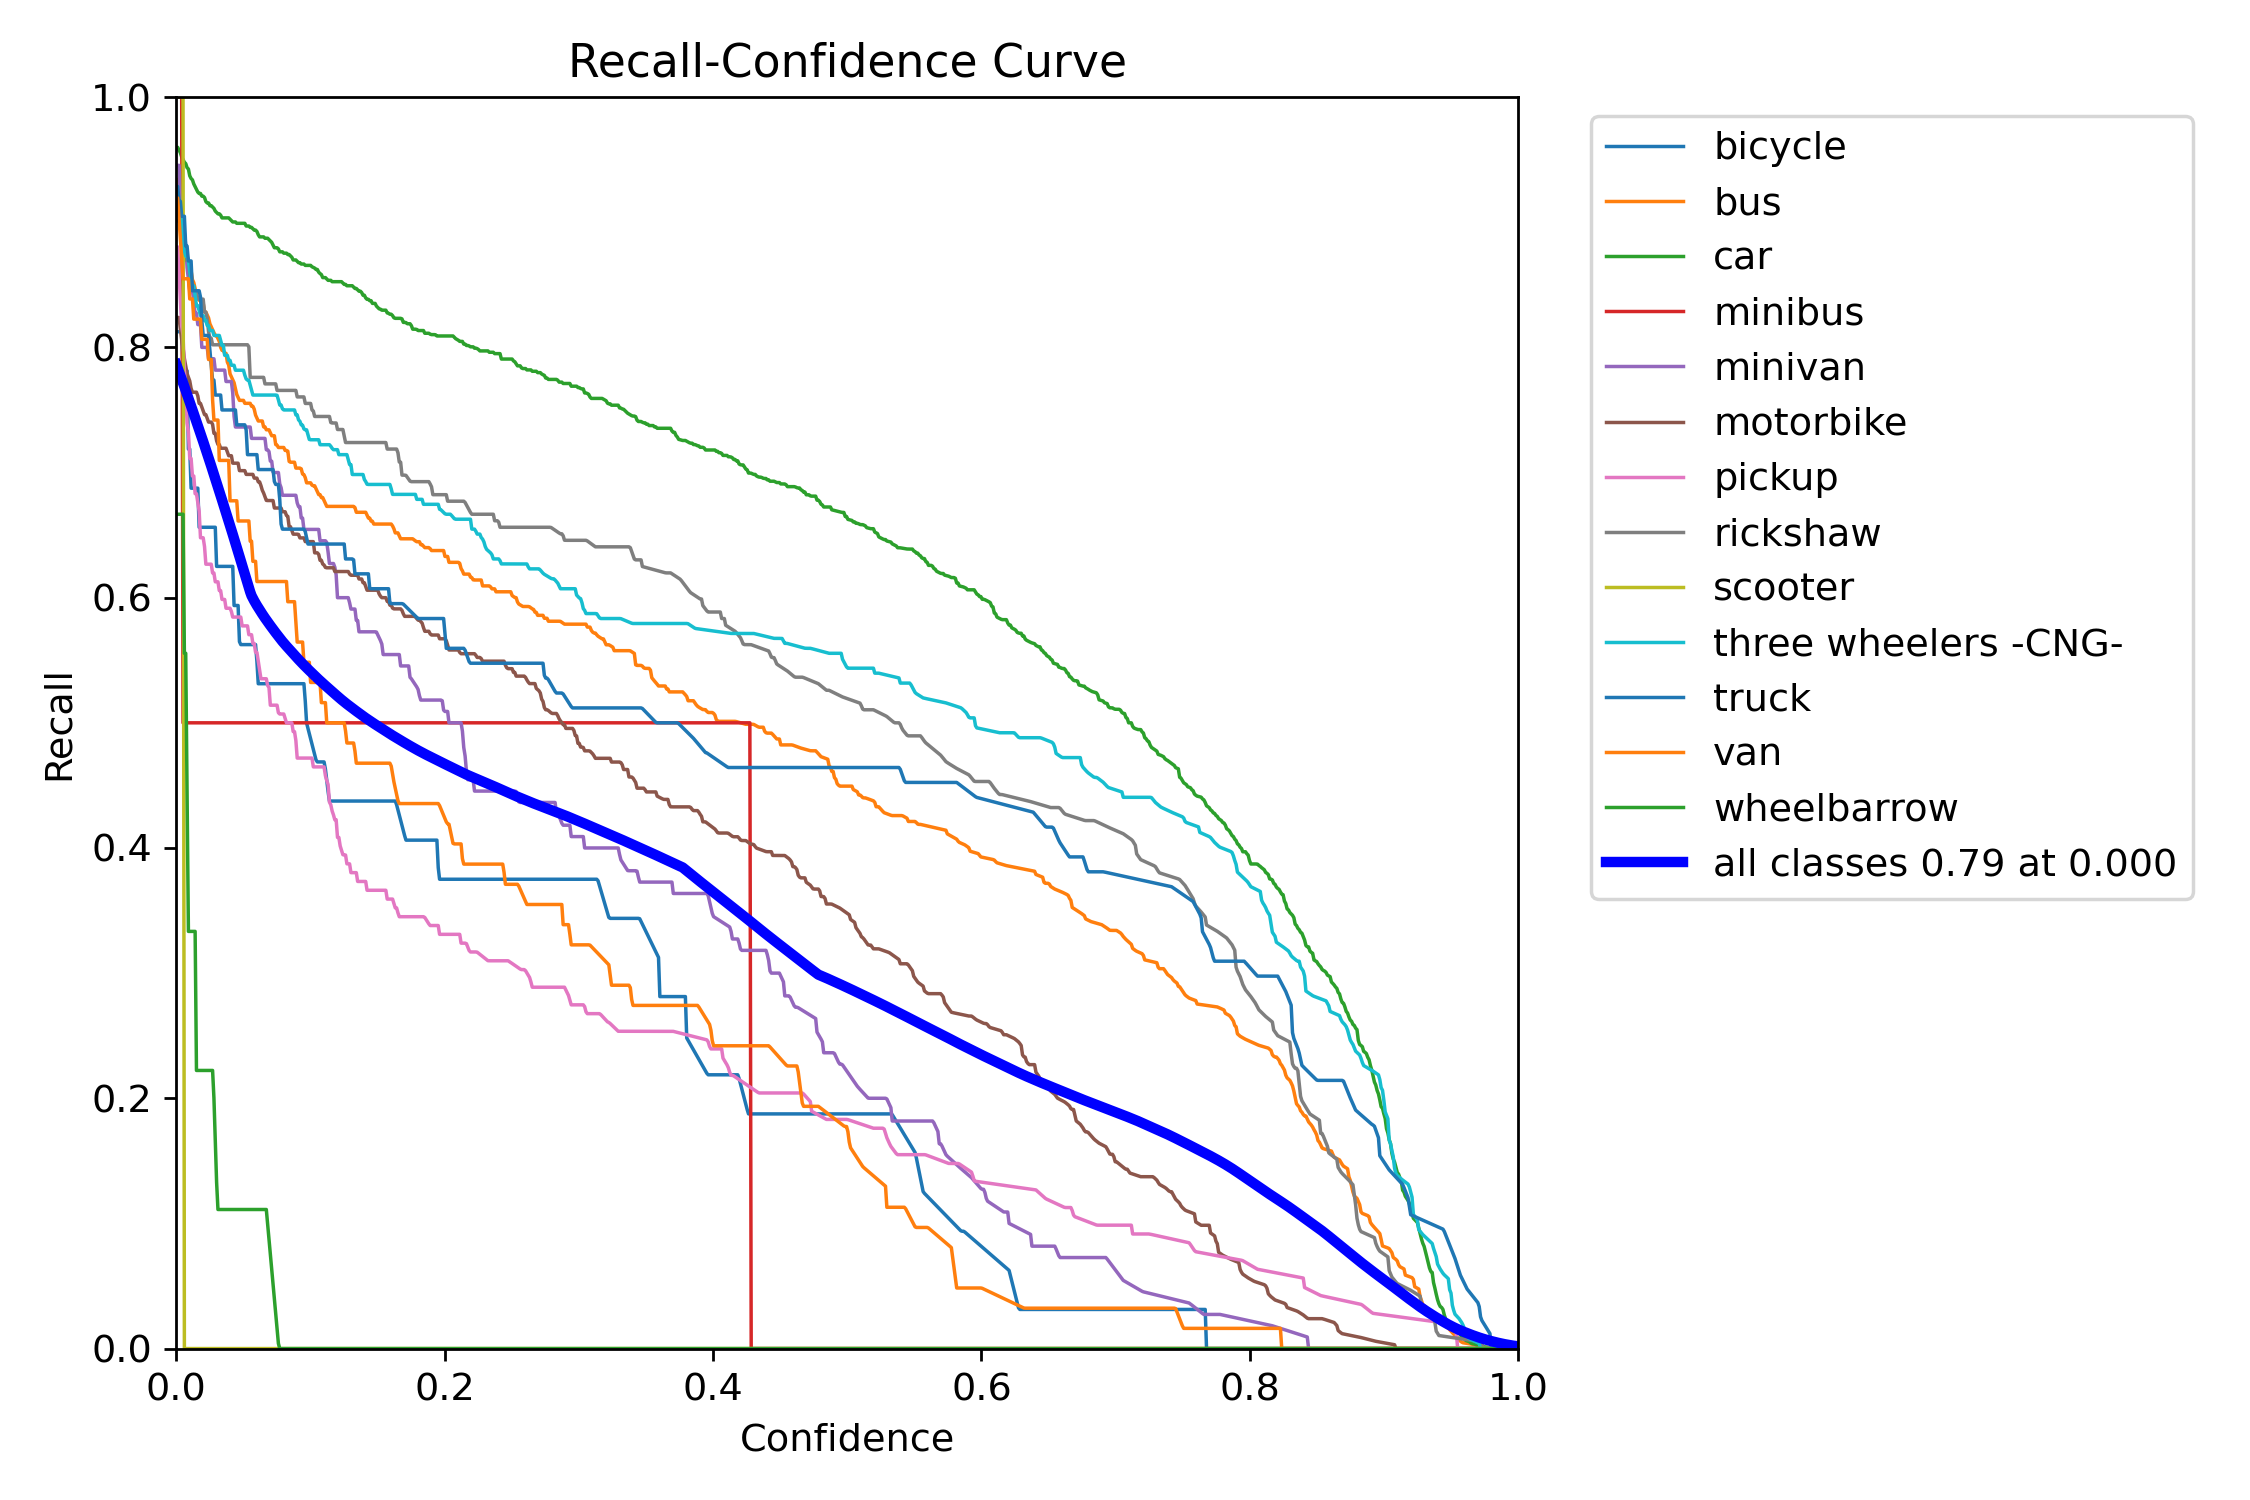 Recall-Confidence Curve
1.0
0.8
0.6
0.4
0.2
0.0
Recall
0.0 0.2 0.4 0.6 0.8 1.0
Confidence
bicycle
bus
car
minibus
minivan
motorbike
pickup
rickshaw
scooter
three wheelers -CNG-
truck
van
wheelbarrow
all classes 0.79 at 0.000